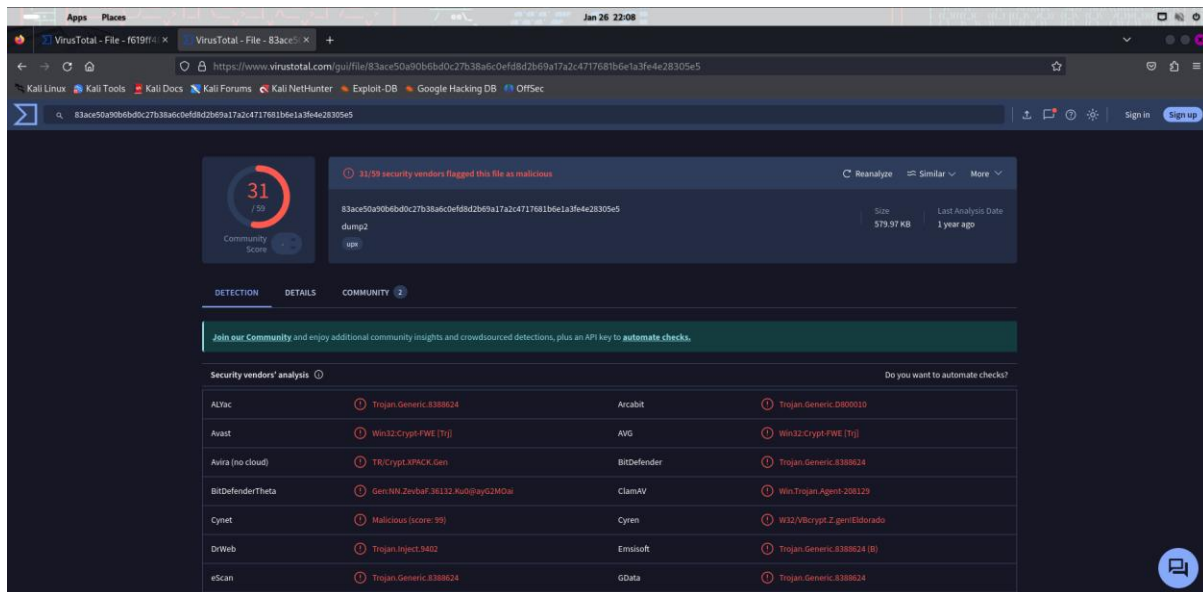 Apps Places Jan 26 22:08
VirusTotal - File - f619ff4 × VirusTotal - File - 83ace5 × +
https://www.virustotal.com/gui/file/83ace50a90b6bd0c27b38a6c0efd8d2b69a17a2c4717681b6e1a3fe4e28305e5
Kali Linux Kali Tools Kali Docs Kali Forums Kali NetHunter Exploit-DB Google Hacking DB OffSec
83ace50a90b6bd0c27b38a6c0efd8d2b69a17a2c4717681b6e1a3fe4e28305e5 Sign in Sign up
31
/ 59
Community
Score
31/59 security vendors flagged this file as malicious Reanalyze Similar More
83ace50a90b6bd0c27b38a6c0efd8d2b69a17a2c4717681b6e1a3fe4e28305e5
dump2
upx
Size Last Analysis Date
579.97 KB 1 year ago
DETECTION DETAILS COMMUNITY 2
Join our Community and enjoy additional community insights and crowdsourced detections, plus an API key to automate checks.
Security vendors' analysis Do you want to automate checks?
ALYac Trojan.Generic.8388624 Arcabit Trojan.Generic.D800010
Avast Win32:Crypt-FWE [Trj] AVG Win32:Crypt-FWE [Trj]
Avira (no cloud) TR/Crypt.XPACK.Gen BitDefender Trojan.Generic.8388624
BitDefenderTheta Gen:NN.ZevbaF.36132.Ku0@ayG2MOai ClamAV Win.Trojan.Agent-208129
Cynet Malicious (score: 99) Cyren W32/VBcrypt.Z.gen!Eldorado
DrWeb Trojan.Inject.9402 Emsisoft Trojan.Generic.8388624 (B)
eScan Trojan.Generic.8388624 GData Trojan.Generic.8388624